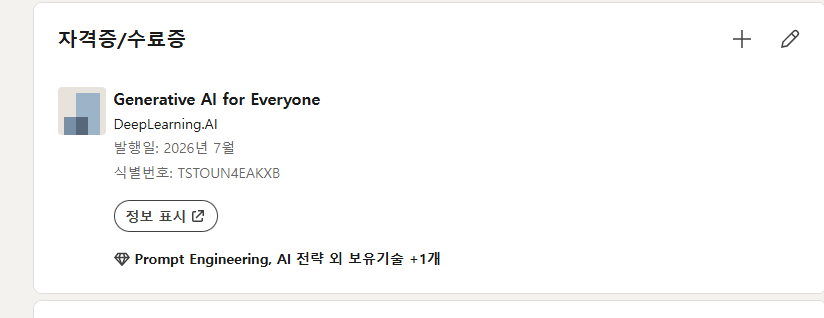 자격증/수료증
Generative AI for Everyone
DeepLearning.AI
발행일: 2026년 7월
식별번호: TSTOUN4EAKXB
정보 표시
Prompt Engineering, AI 전략 외 보유기술 +1개